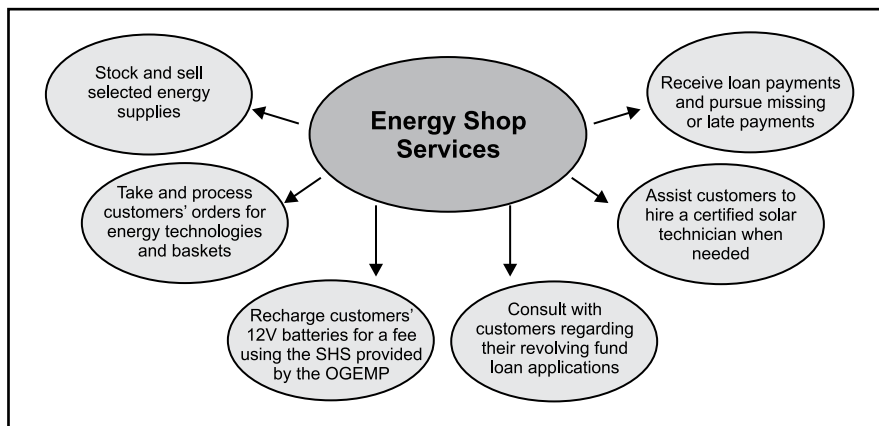 Energy Shop
Services
Stock and sell
selected energy
supplies
Take and process
customers' orders for
energy technologies
and baskets
Recharge customers'
12V batteries for a fee
using the SHS provided
by the OGEMP
Consult with
customers regarding
their revolving fund
loan applications
Assist customers to
hire a certified solar
technician when
needed
Receive loan payments
and pursue missing
or late payments